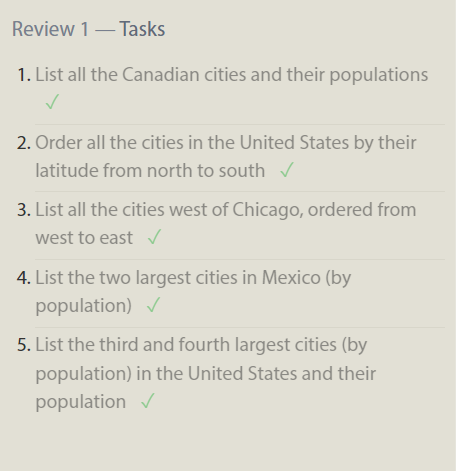 Review 1 — Tasks
1. List all the Canadian cities and their populations
✓
2. Order all the cities in the United States by their
latitude from north to south ✓
3. List all the cities west of Chicago, ordered from
west to east ✓
4. List the two largest cities in Mexico (by
population) ✓
5. List the third and fourth largest cities (by
population) in the United States and their
population ✓